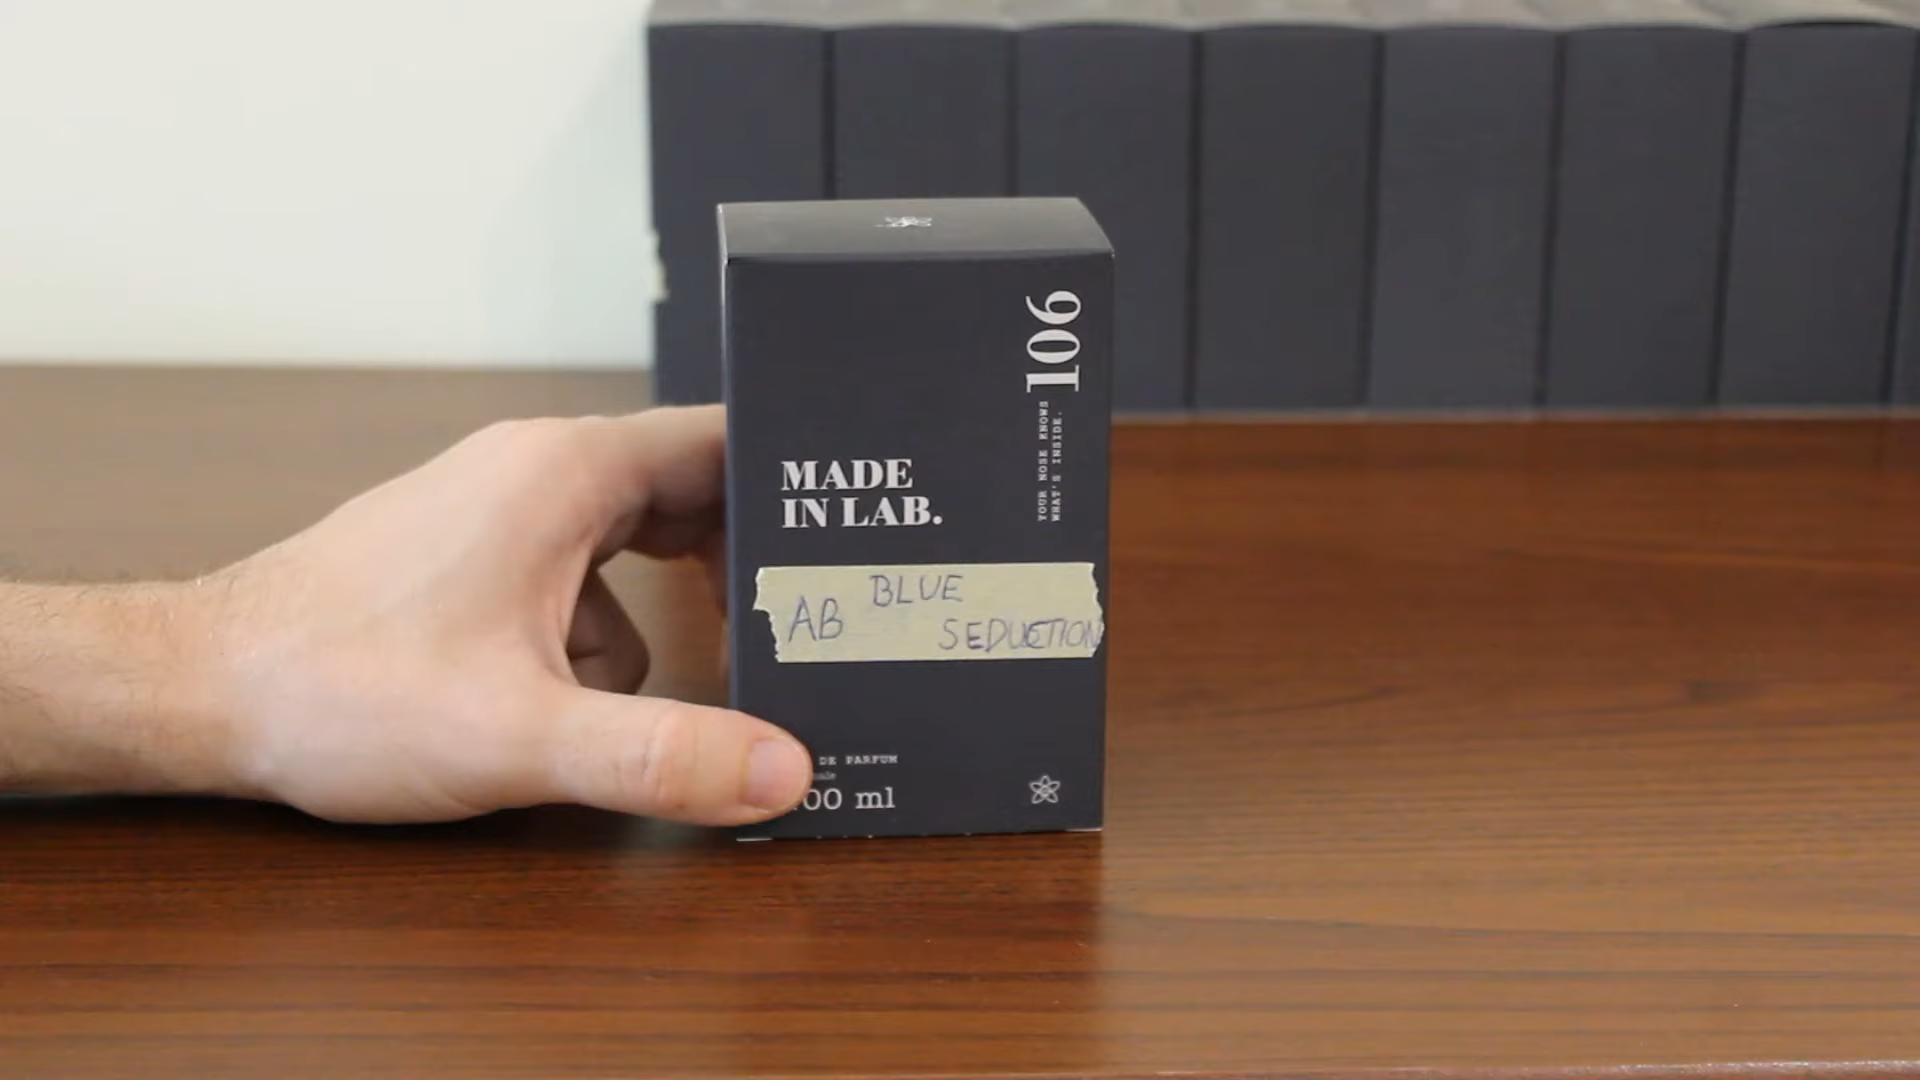 106
YOUR NOSE KNOWS
WHAT'S INSIDE.
MADE
IN LAB.
AB BLUE
SEDUCTION
DE PARFUM
00 ml